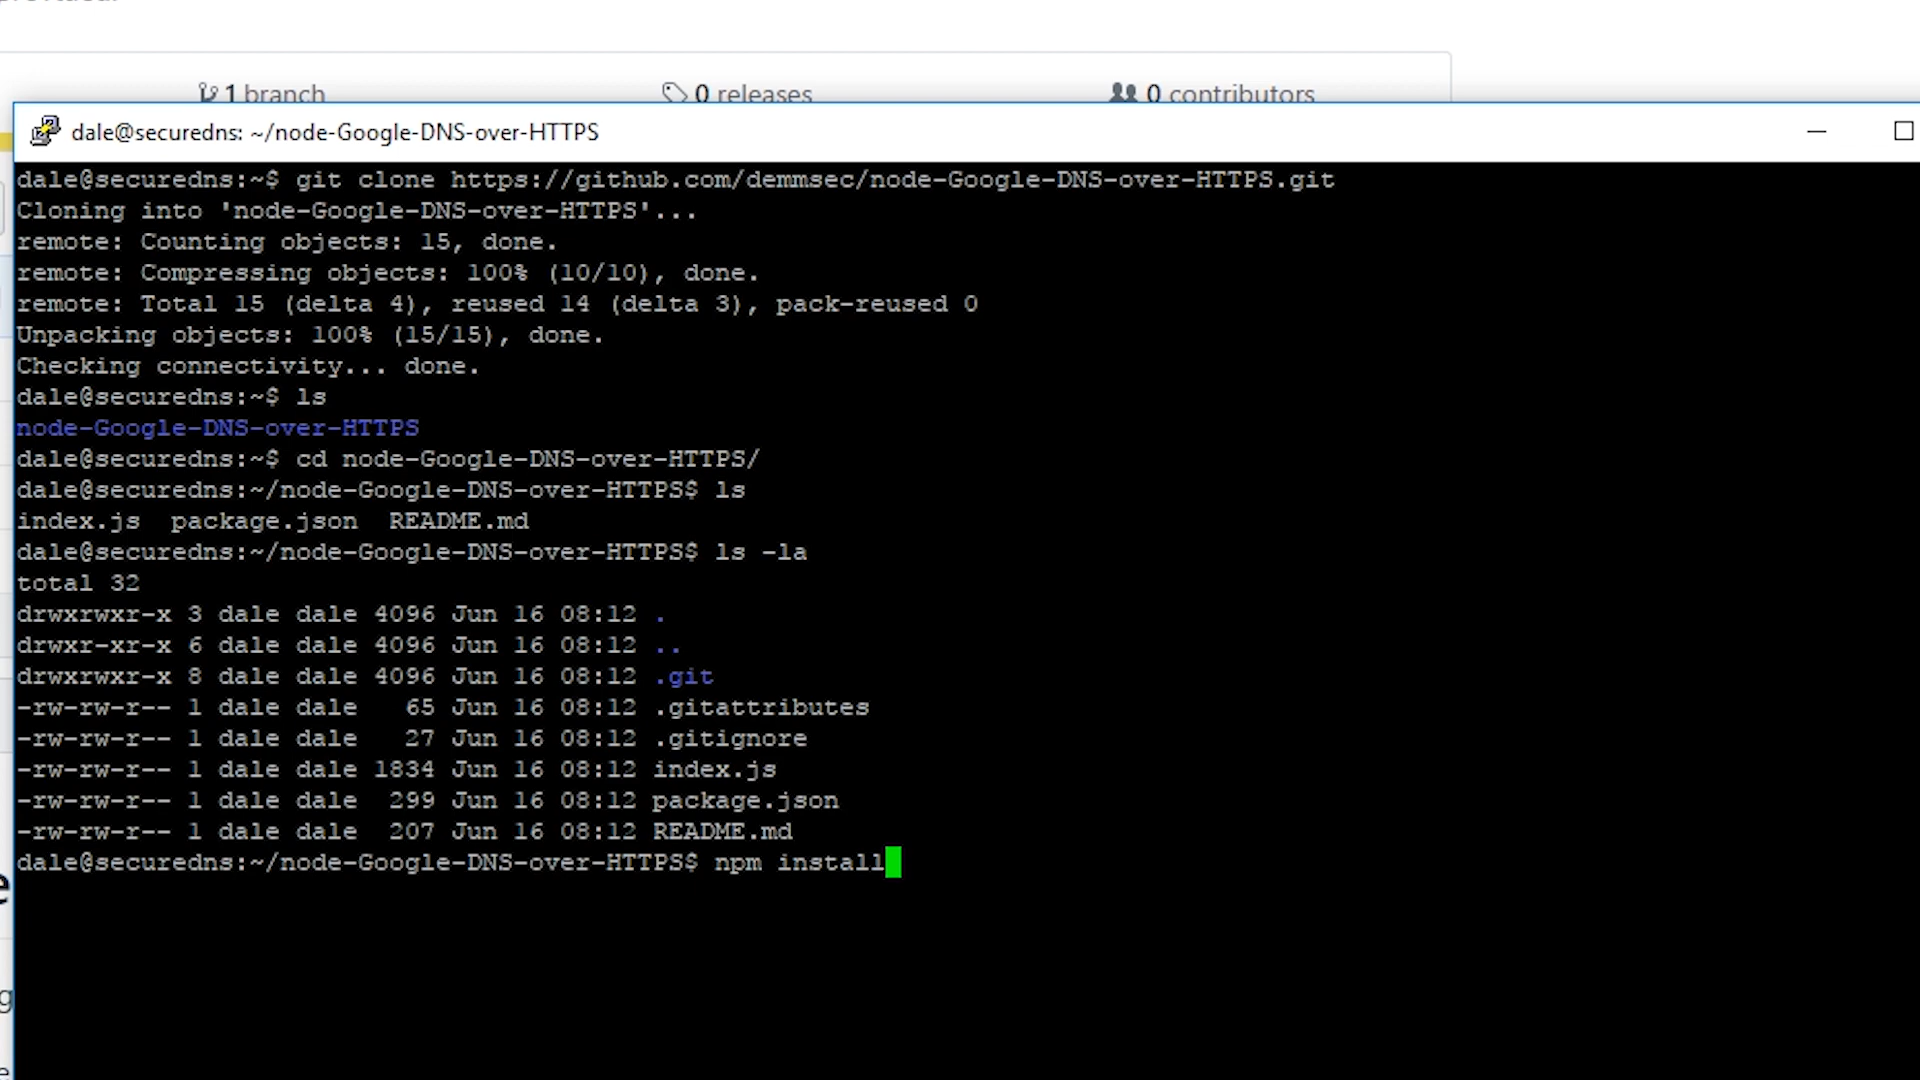 1 branch
0 releases
0 contributors
dale@securedns: ~/node-Google-DNS-over-HTTPS
dale@securedns:~$ git clone https://github.com/demmsec/node-Google-DNS-over-HTTPS.git
Cloning into 'node-Google-DNS-over-HTTPS'...
remote: Counting objects: 15, done.
remote: Compressing objects: 100% (10/10), done.
remote: Total 15 (delta 4), reused 14 (delta 3), pack-reused 0
Unpacking objects: 100% (15/15), done.
Checking connectivity... done.
dale@securedns:~$ ls
node-Google-DNS-over-HTTPS
dale@securedns:~$ cd node-Google-DNS-over-HTTPS/
dale@securedns:~/node-Google-DNS-over-HTTPS$ ls
index.js  package.json  README.md
dale@securedns:~/node-Google-DNS-over-HTTPS$ ls -la
total 32
drwxrwxr-x 3 dale dale 4096 Jun 16 08:12 .
drwxr-xr-x 6 dale dale 4096 Jun 16 08:12 ..
drwxrwxr-x 8 dale dale 4096 Jun 16 08:12 .git
-rw-rw-r-- 1 dale dale   65 Jun 16 08:12 .gitattributes
-rw-rw-r-- 1 dale dale   27 Jun 16 08:12 .gitignore
-rw-rw-r-- 1 dale dale 1834 Jun 16 08:12 index.js
-rw-rw-r-- 1 dale dale  299 Jun 16 08:12 package.json
-rw-rw-r-- 1 dale dale  207 Jun 16 08:12 README.md
dale@securedns:~/node-Google-DNS-over-HTTPS$ npm install